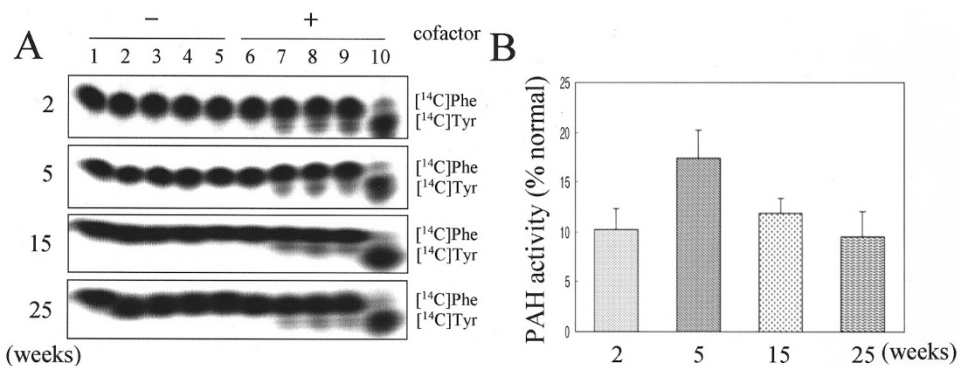 A
− +
cofactor
1 2 3 4 5 6 7 8 9 10
2
[¹⁴C]Phe
[¹⁴C]Tyr
5
[¹⁴C]Phe
[¹⁴C]Tyr
15
[¹⁴C]Phe
[¹⁴C]Tyr
25
[¹⁴C]Phe
[¹⁴C]Tyr
(weeks)
B
PAH activity (% normal)
25
20
15
10
5
0
2 5 15 25 (weeks)